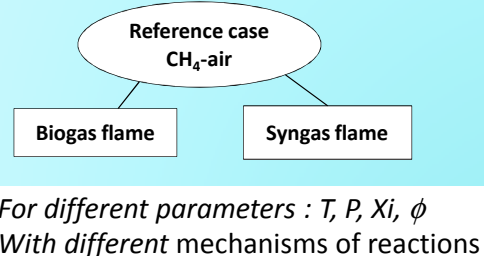 Reference case
CH₄-air
Biogas flame
Syngas flame
For different parameters : T, P, Xi, ϕ
With different mechanisms of reactions